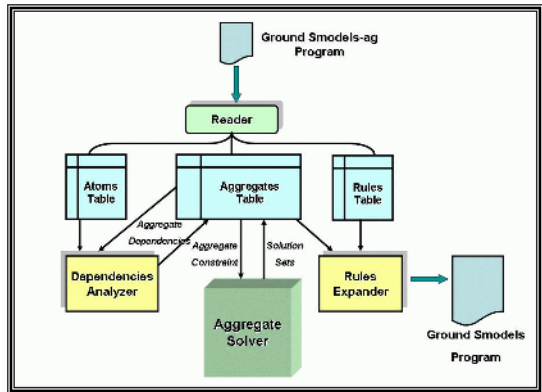 Ground Smodels-ag
Program
Reader
Atoms
Table
Aggregates
Table
Rules
Table
Aggregate
Dependencies
Aggregate
Constraint
Solution
Sets
Dependencies
Analyzer
Aggregate
Solver
Rules
Expander
Ground Smodels
Program